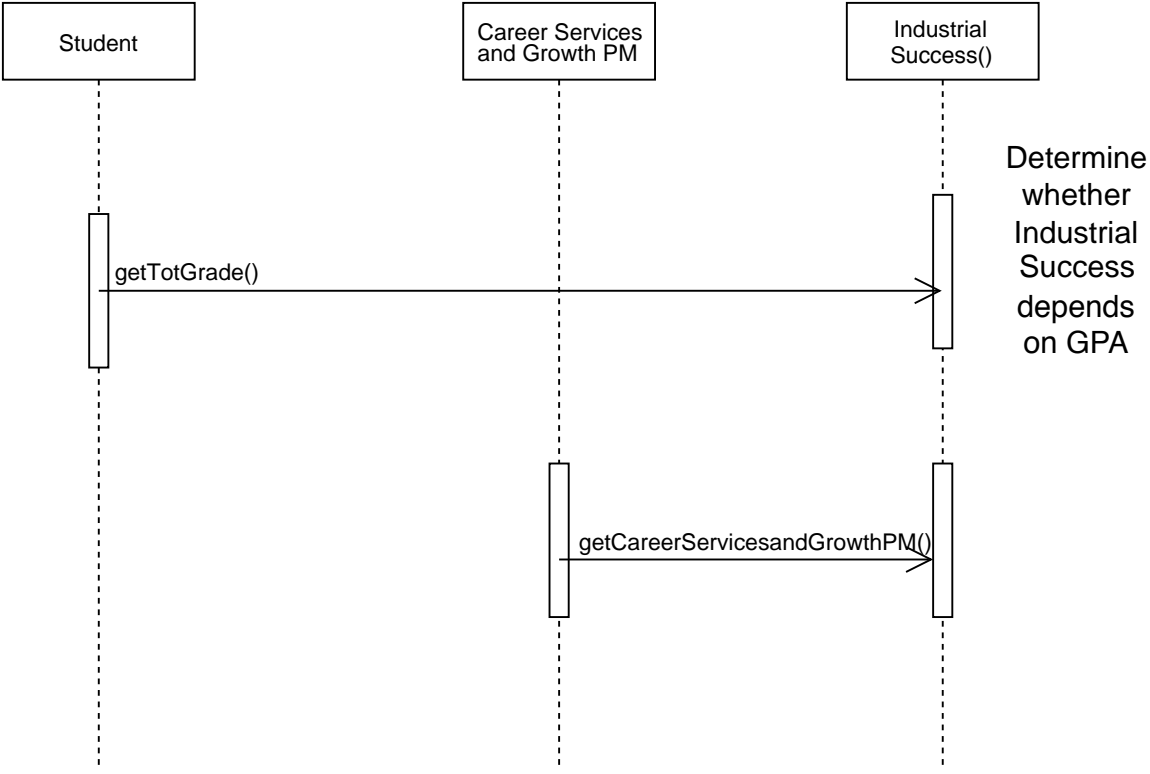 Student
Career Services
and Growth PM
Industrial
Success()
Determine
whether
Industrial
Success
depends
on GPA
getTotGrade()
getCareerServicesandGrowthPM()